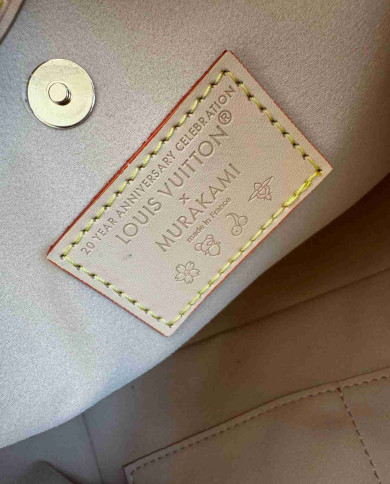 20 YEAR ANNIVERSARY CELEBRATION
LOUIS VUITTON®
×
MURAKAMI
made in France